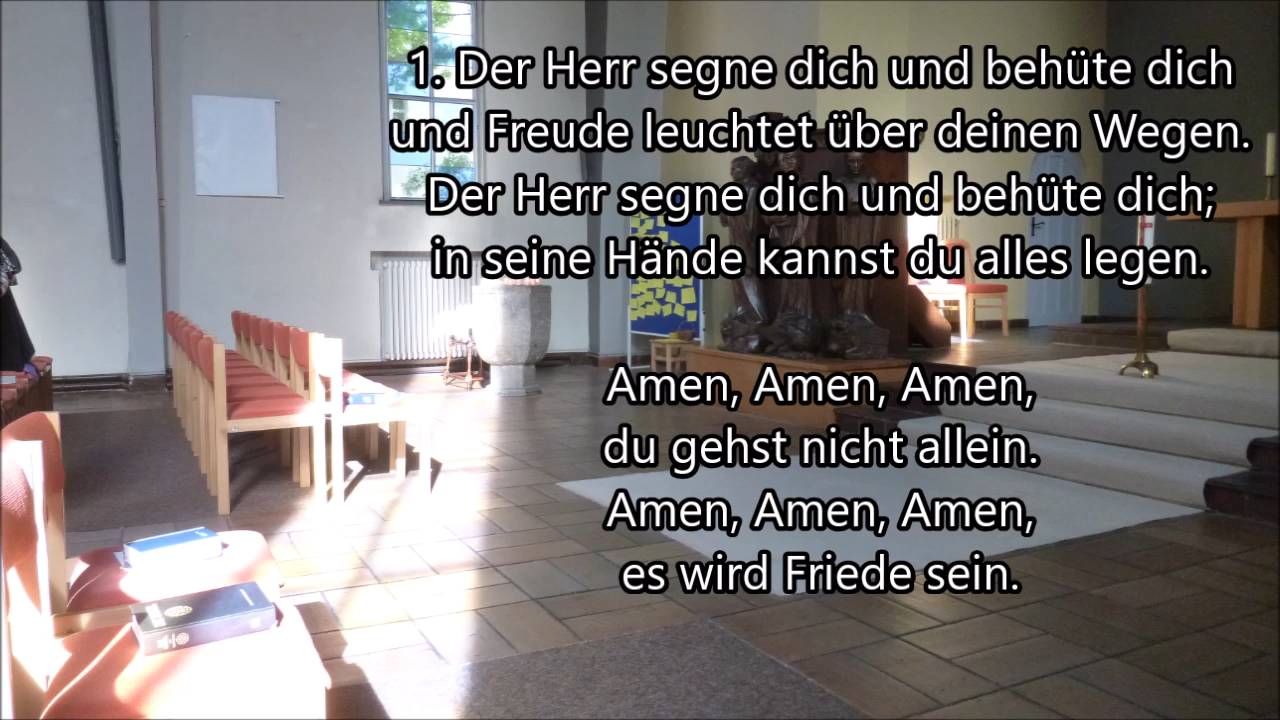 1. Der Herr segne dich und behüte dich
und Freude leuchtet über deinen Wegen.
Der Herr segne dich und behüte dich;
in seine Hände kannst du alles legen.
Amen, Amen, Amen,
du gehst nicht allein.
Amen, Amen, Amen,
es wird Friede sein.